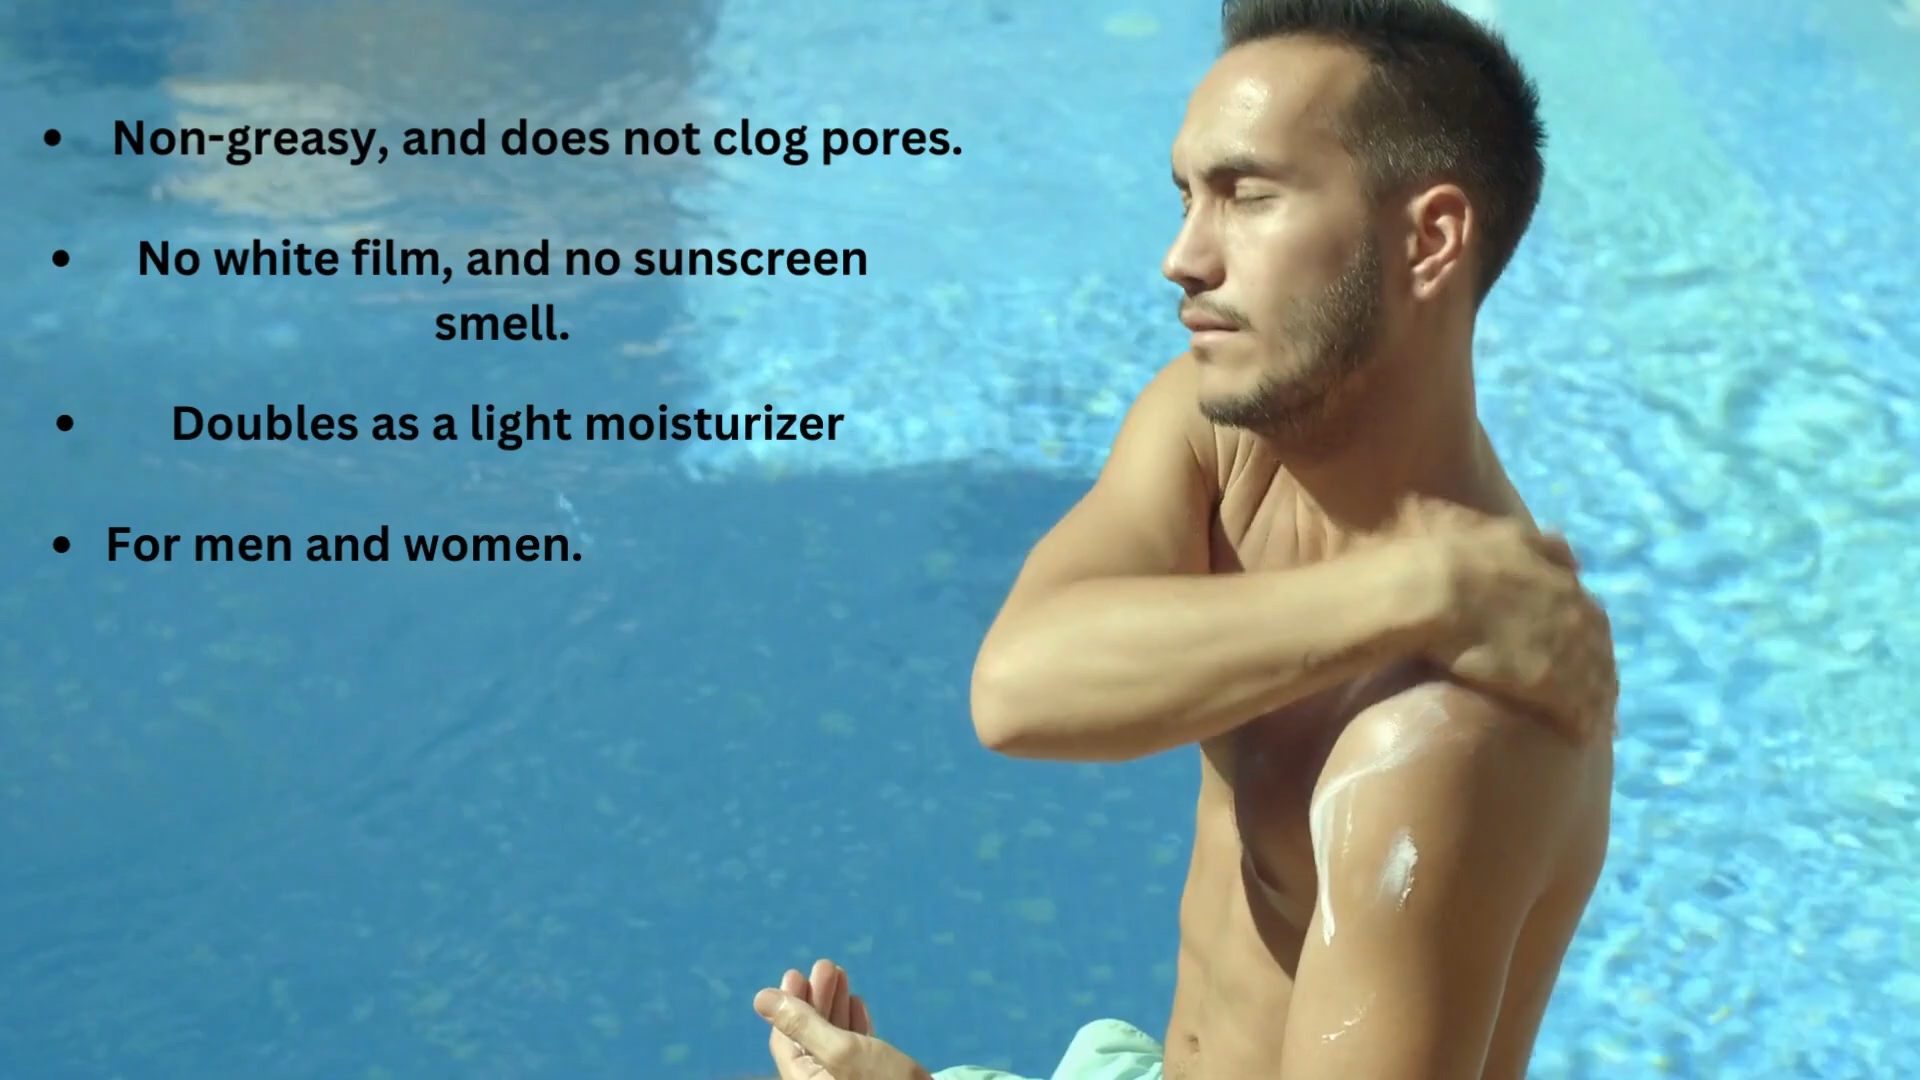 • Non-greasy, and does not clog pores.
• No white film, and no sunscreen
smell.
• Doubles as a light moisturizer
• For men and women.